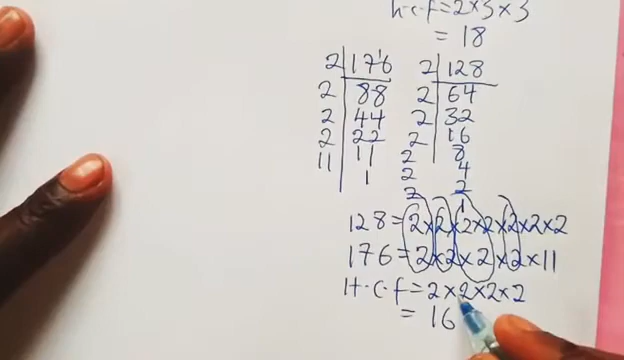 H.c.f = 2 x 3 x 3
= 18
2 | 176
2 | 88
2 | 44
2 | 22
11 | 11
1
2 | 128
2 | 64
2 | 32
2 | 16
2 | 8
2 | 4
2 | 2
1
128 = 2 x 2 x 2 x 2 x 2 x 2 x 2
176 = 2 x 2 x 2 x 2 x 11
H.C.f = 2 x 2 x 2 x 2
= 16